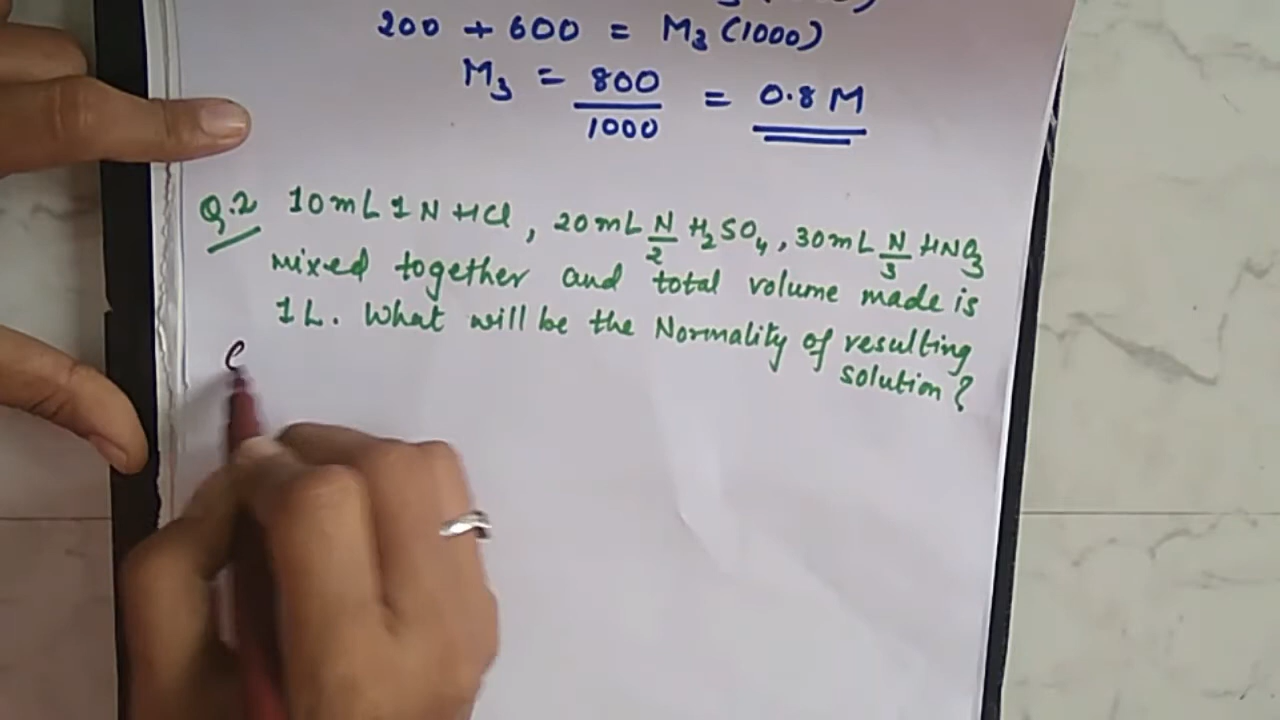 200 + 600 = M₃ (1000)
M₃ = 800/1000 = 0.8 M
Q.2 10mL 1 N HCl, 20mL N/2 H₂SO₄, 30mL N/3 HNO₃
mixed together and total volume made is
1L. What will be the Normality of resulting
solution?